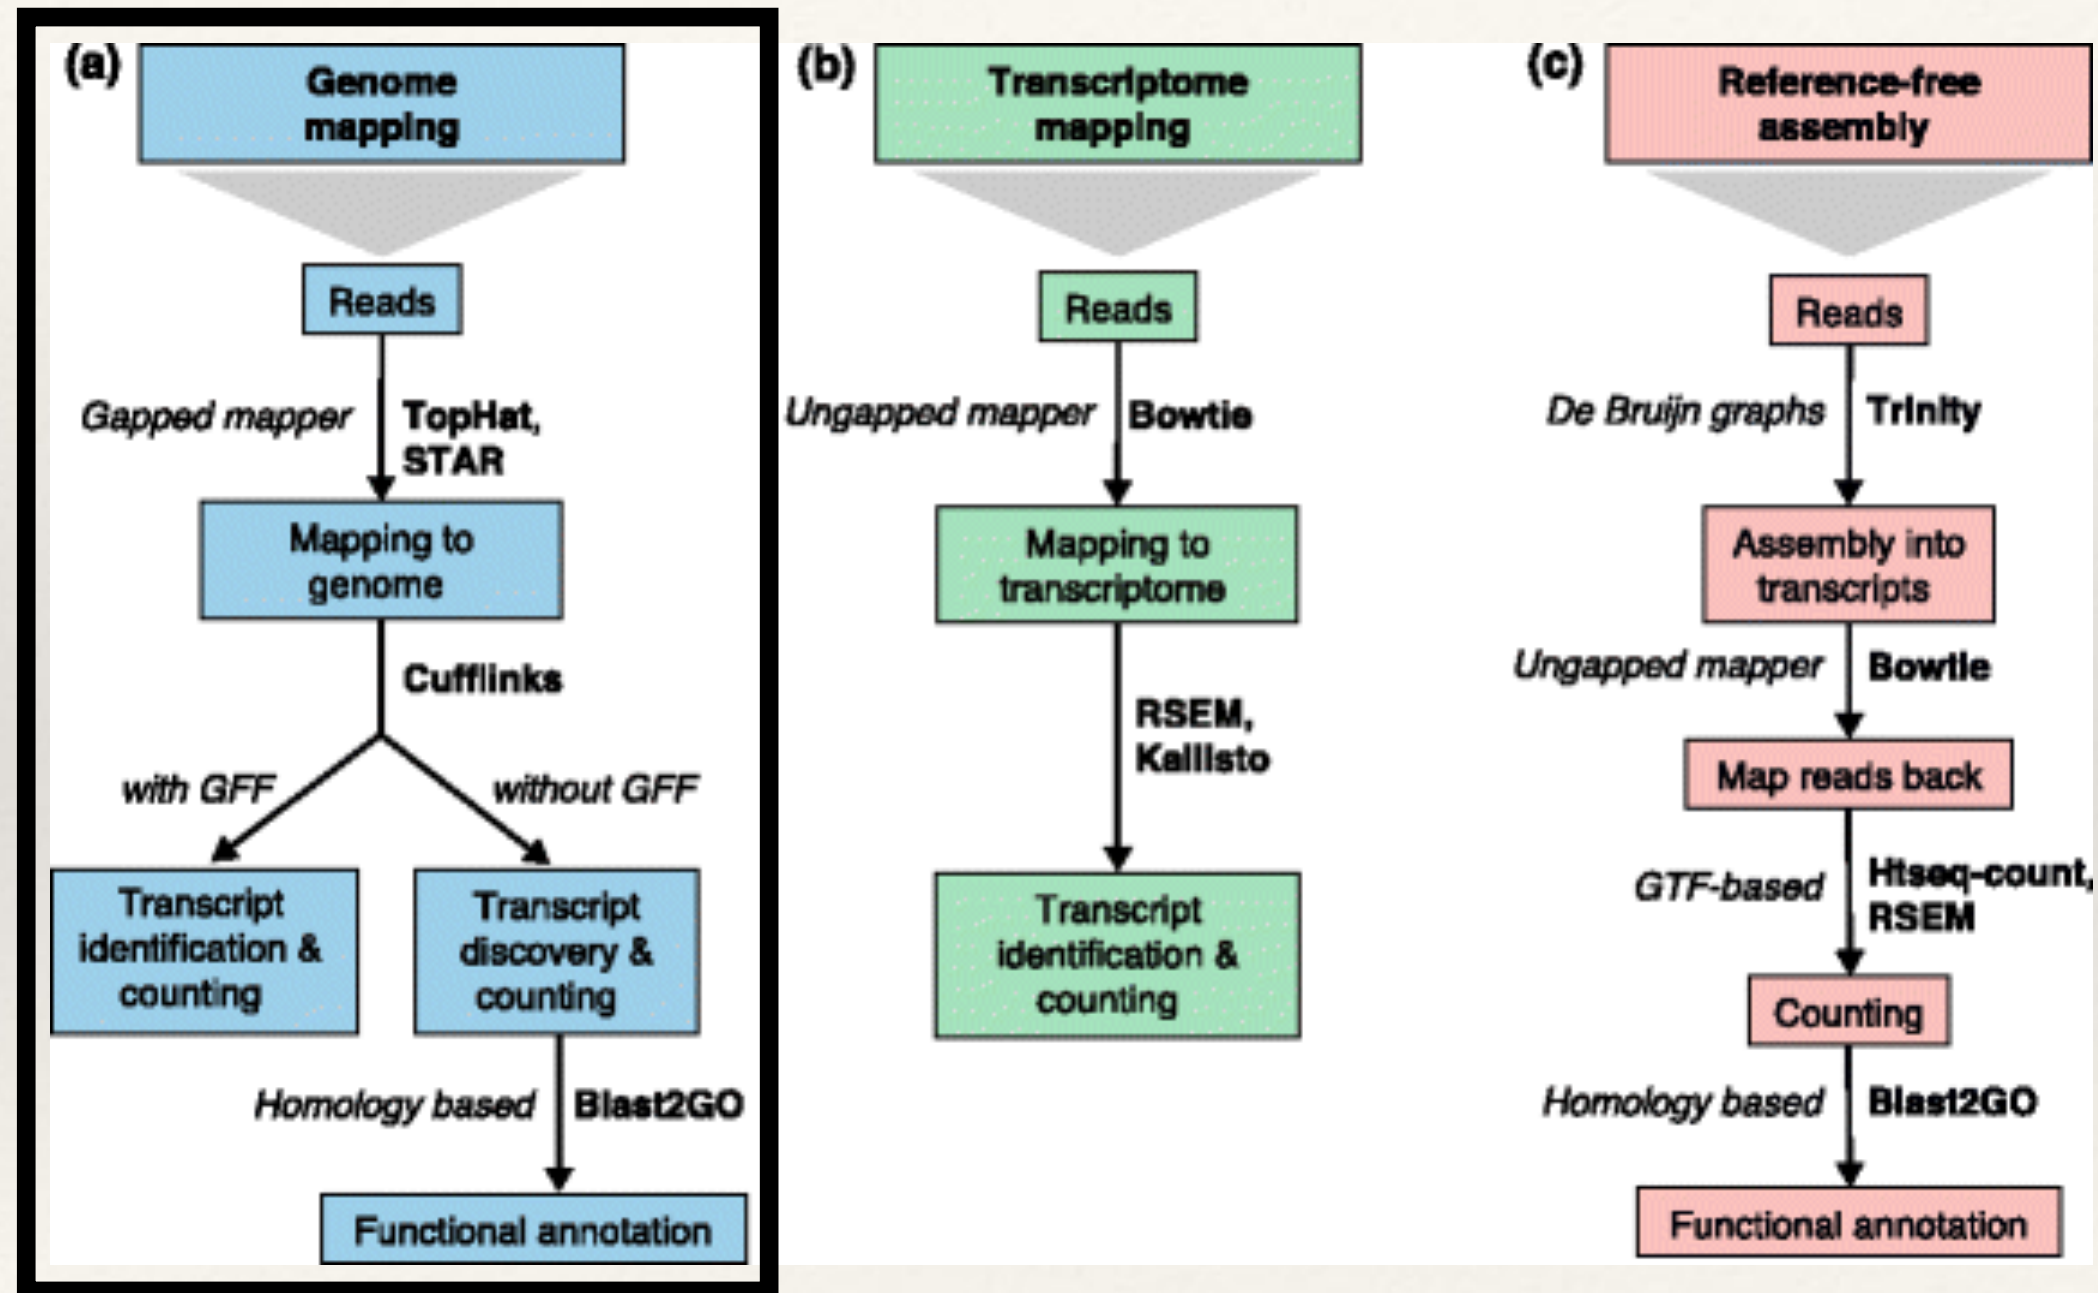 (a)
Genome
mapping
Reads
Gapped mapper
TopHat,
STAR
Mapping to
genome
Cufflinks
with GFF
without GFF
Transcript
identification &
counting
Transcript
discovery &
counting
Homology based
Blast2GO
Functional annotation
(b)
Transcriptome
mapping
Reads
Ungapped mapper
Bowtie
Mapping to
transcriptome
RSEM,
Kallisto
Transcript
identification &
counting
(c)
Reference-free
assembly
Reads
De Bruijn graphs
Trinity
Assembly into
transcripts
Ungapped mapper
Bowtie
Map reads back
GTF-based
Htseq-count,
RSEM
Counting
Homology based
Blast2GO
Functional annotation